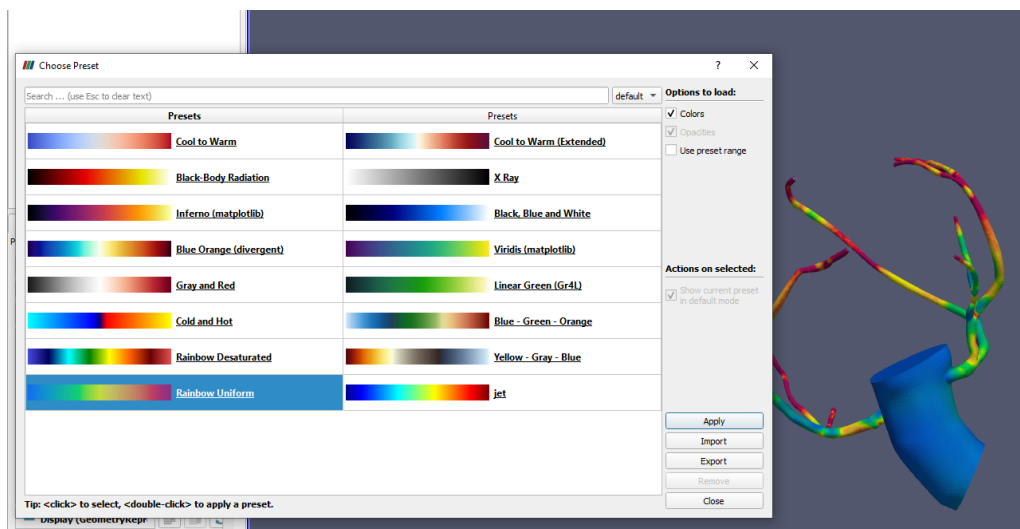 Choose Preset
?
Search ... (use Esc to clear text)
default
Options to load:
Presets
Presets
Colors
Opacities
Use preset range
Cool to Warm
Cool to Warm (Extended)
Black-Body Radiation
X Ray
Inferno (matplotlib)
Black, Blue and White
Blue Orange (divergent)
Viridis (matplotlib)
Gray and Red
Linear Green (Gr4L)
Cold and Hot
Blue - Green - Orange
Rainbow Desaturated
Yellow - Gray - Blue
Rainbow Uniform
jet
Actions on selected:
Show current preset
in default mode
Apply
Import
Export
Remove
Close
Tip: <click> to select, <double-click> to apply a preset.
Display (GeometryRepr